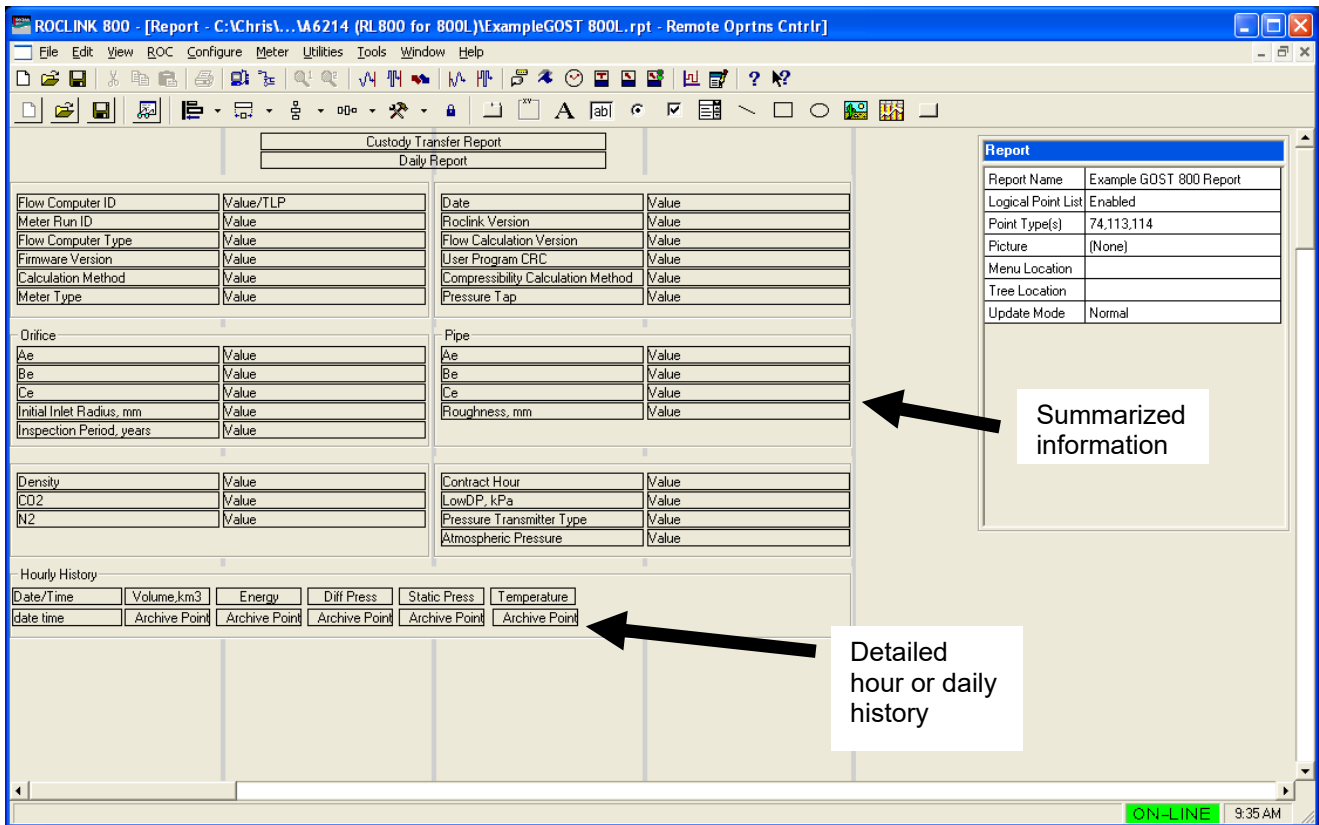 ROCLINK 800 - [Report - C:\Chris\...\A6214 (RL800 for 800L)\ExampleGOST 800L.rpt - Remote Oprtns Cntrlr]
File Edit View ROC Configure Meter Utilities Tools Window Help
A ab|
Custody Transfer Report
Daily Report
Flow Computer ID Value/TLP Date Value
Meter Run ID Value Roclink Version Value
Flow Computer Type Value Flow Calculation Version Value
Firmware Version Value User Program CRC Value
Calculation Method Value Compressibility Calculation Method Value
Meter Type Value Pressure Tap Value
Orifice Pipe
Ae Value Ae Value
Be Value Be Value
Ce Value Ce Value
Initial Inlet Radius, mm Value Roughness, mm Value
Inspection Period, years Value
Density Value Contract Hour Value
CO2 Value LowDP, kPa Value
N2 Value Pressure Transmitter Type Value
Atmospheric Pressure Value
Hourly History
Date/Time Volume,km3 Energy Diff Press Static Press Temperature
date time Archive Point Archive Point Archive Point Archive Point Archive Point
Report
Report Name Example GOST 800 Report
Logical Point List Enabled
Point Type(s) 74,113,114
Picture (None)
Menu Location
Tree Location
Update Mode Normal
Summarized
information
Detailed
hour or daily
history
ON-LINE 9:35 AM